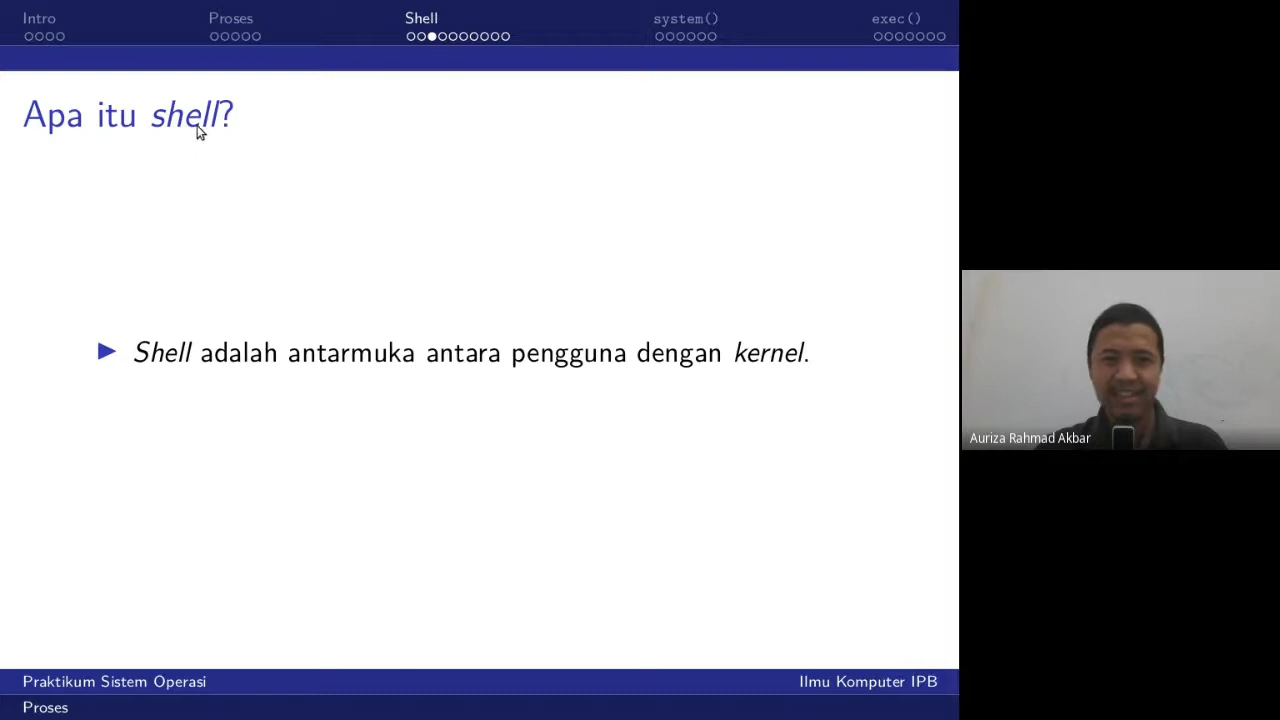 Intro
Proses
Shell
system()
exec()
Apa itu shell?
Shell adalah antarmuka antara pengguna dengan kernel.
Auriza Rahmad Akbar
Praktikum Sistem Operasi
Ilmu Komputer IPB
Proses